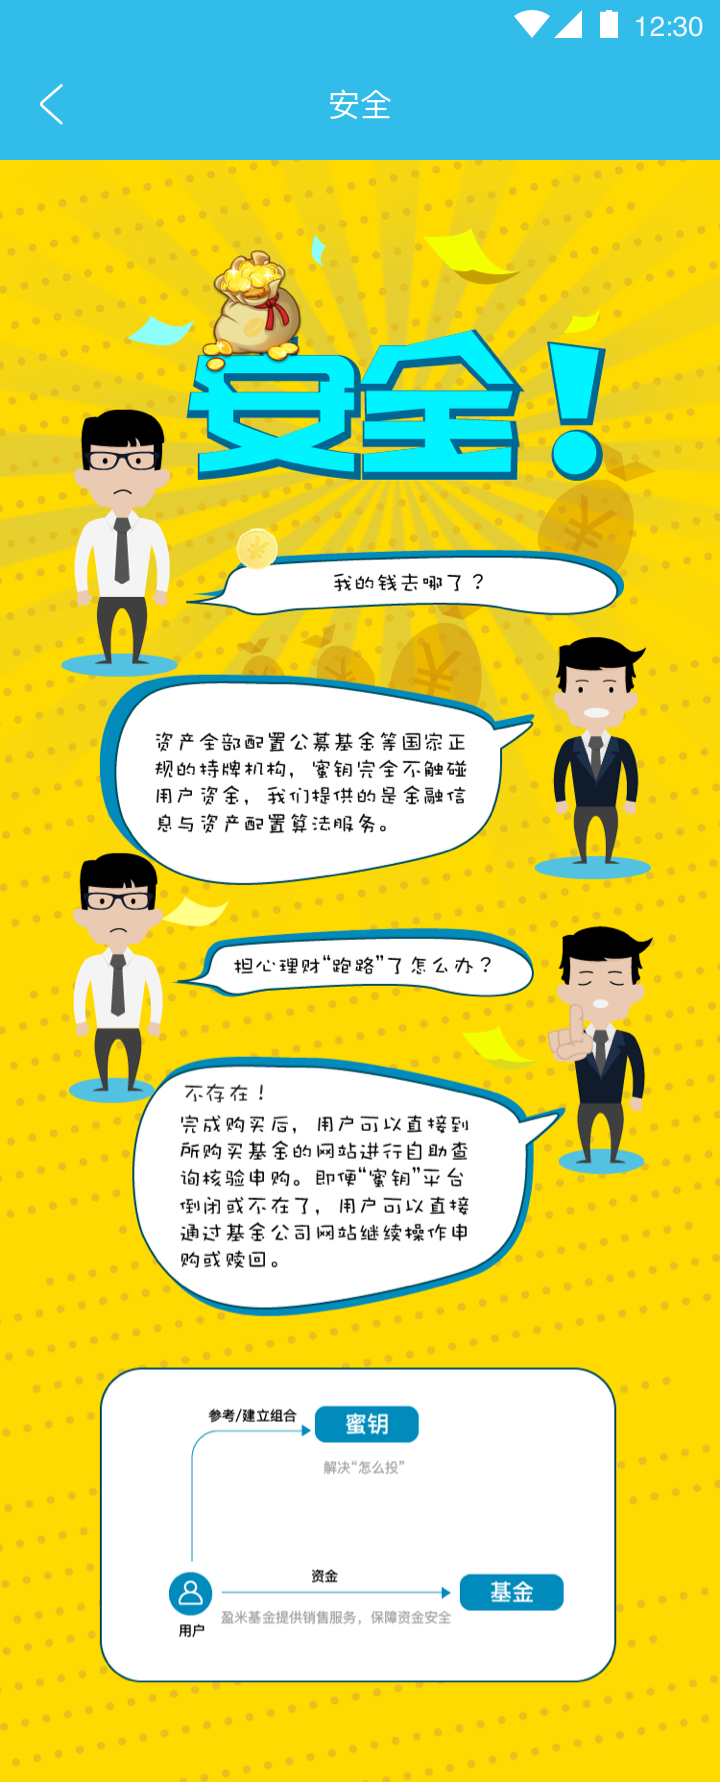 12:30
安全
安全！
我的钱去哪了？
资产全部配置公募基金等国家正
规的持牌机构，蜜钥完全不触碰
用户资金，我们提供的是金融信
息与资产配置算法服务。
担心理财“跑路”了怎么办？
不存在！
完成购买后，用户可以直接到
所购买基金的网站进行自助查
询核验申购。即便“蜜钥”平台
倒闭或不在了，用户可以直接
通过基金公司网站继续操作申
购或赎回。
参考/建立组合
蜜钥
解决“怎么投”
资金
基金
盈米基金提供销售服务，保障资金安全
用户